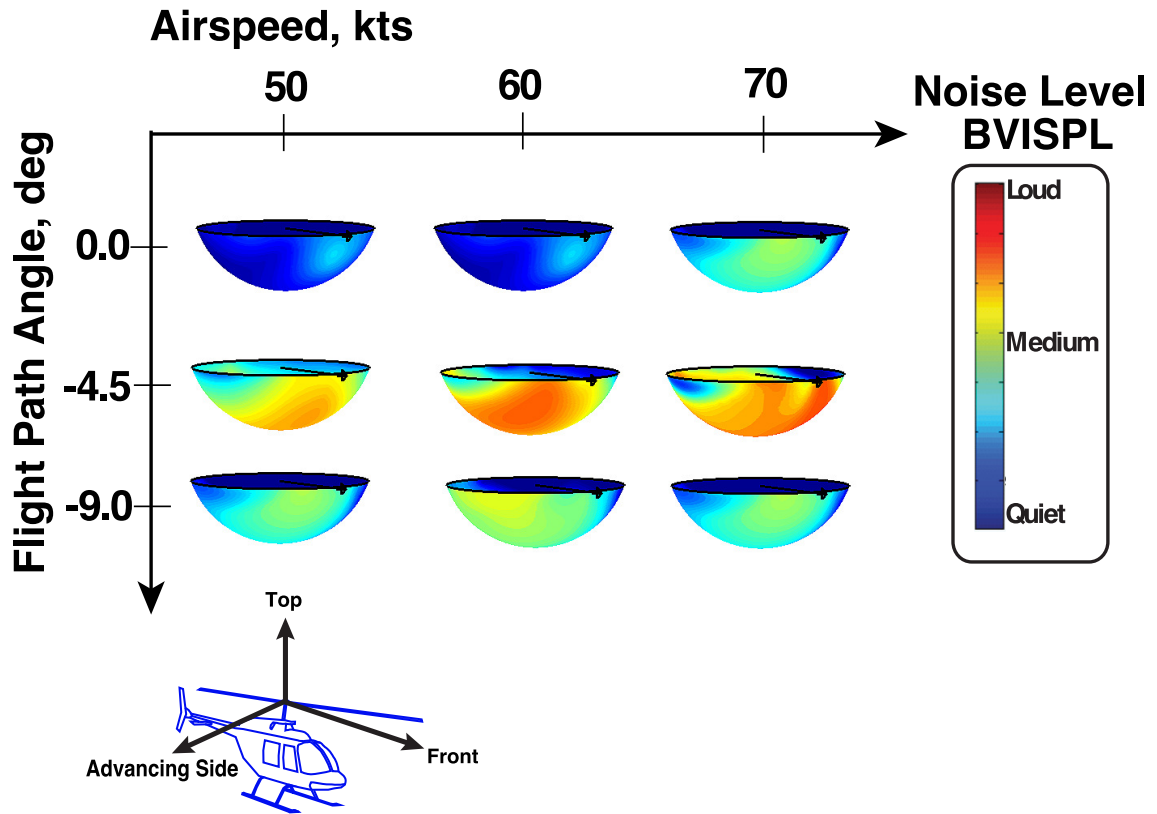 Airspeed, kts
50
60
70
Noise Level
BVISPL
Flight Path Angle, deg
Loud
0.0
Medium
-4.5
-9.0
Quiet
Top
Advancing Side
Front